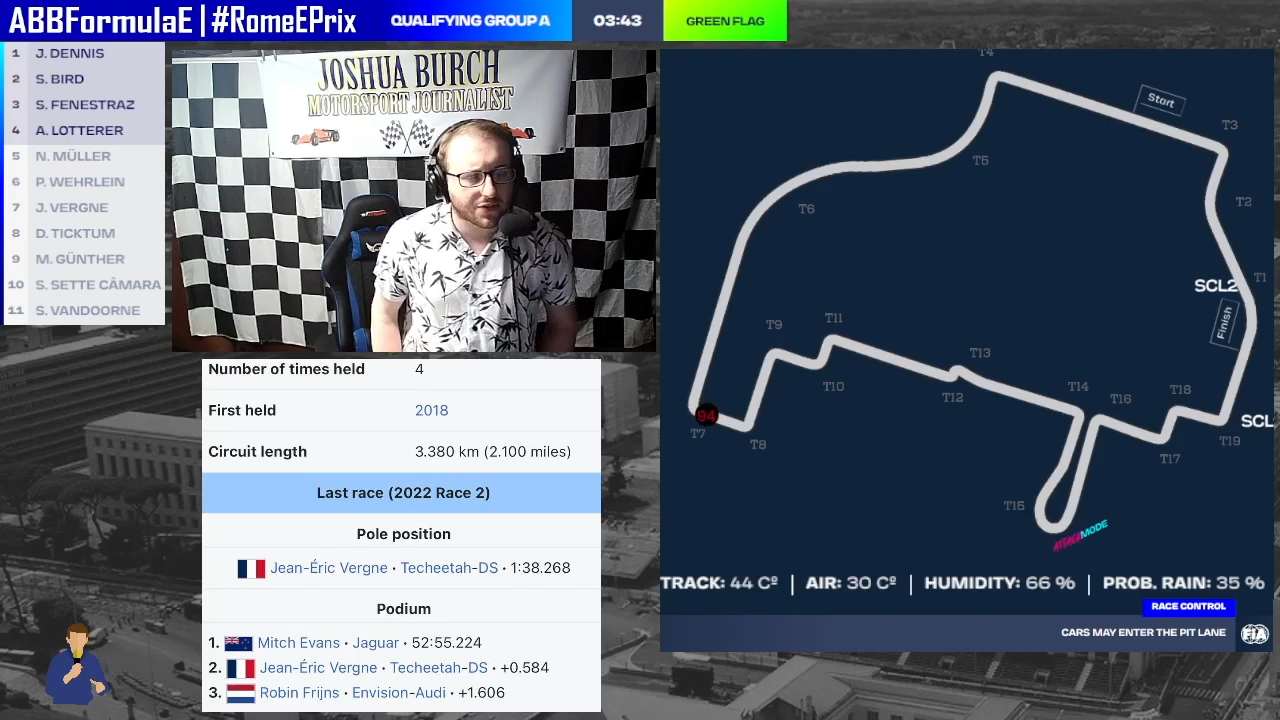 ABBFormulaE | #RomeEPrix
QUALIFYING GROUP A
03:43
GREEN FLAG
1 J. DENNIS
2 S. BIRD
3 S. FENESTRAZ
4 A. LOTTERER
5 N. MÜLLER
6 P. WEHRLEIN
7 J. VERGNE
8 D. TICKTUM
9 M. GÜNTHER
10 S. SETTE CÂMARA
11 S. VANDOORNE
JOSHUA BURCH
MOTORSPORT JOURNALIST
Number of times held 4
First held 2018
Circuit length 3.380 km (2.100 miles)
Last race (2022 Race 2)
Pole position
Jean-Éric Vergne · Techeetah-DS · 1:38.268
Podium
1. Mitch Evans · Jaguar · 52:55.224
2. Jean-Éric Vergne · Techeetah-DS · +0.584
3. Robin Frijns · Envision-Audi · +1.606
T4
Start
T3
T5
T2
T6
T1
SCL2
Finish
T9
T11
T13
T10
T12
T14
T16
T18
94
T7
T8
SCL
T19
T17
T15
ATTACK MODE
TRACK: 44 Cº | AIR: 30 Cº | HUMIDITY: 66 % | PROB. RAIN: 35 %
RACE CONTROL
CARS MAY ENTER THE PIT LANE
FIA